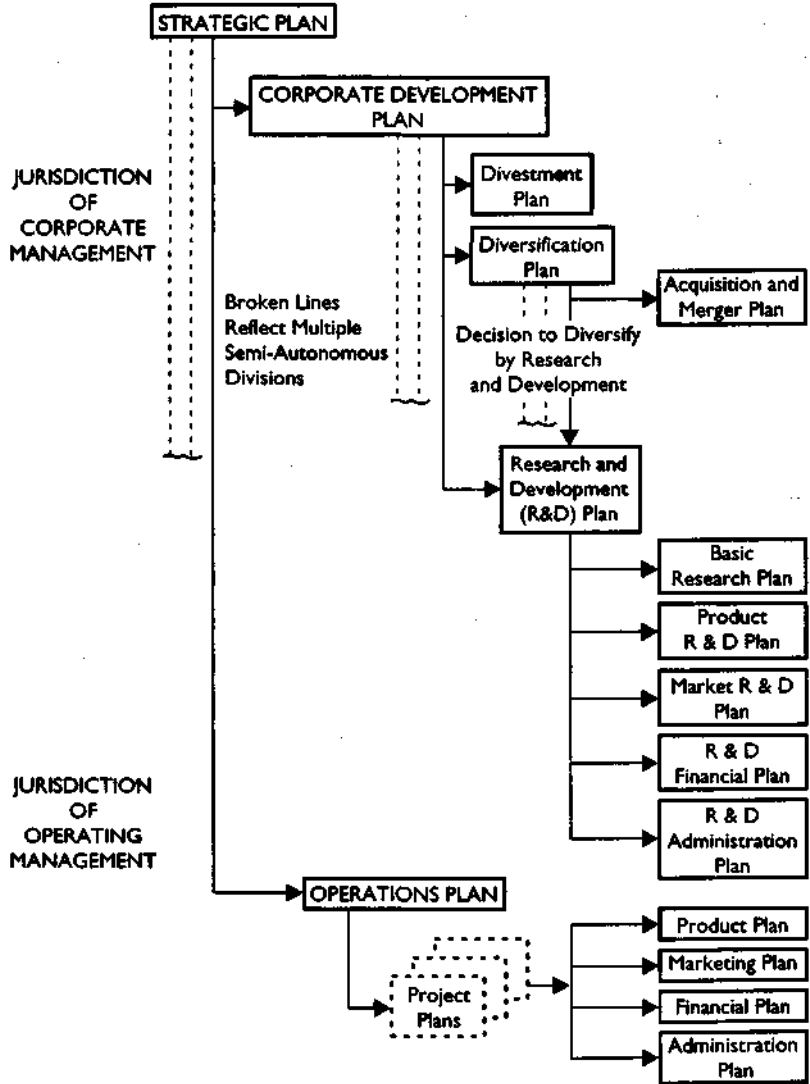 STRATEGIC PLAN
CORPORATE DEVELOPMENT
PLAN
JURISDICTION
OF
CORPORATE
MANAGEMENT
Divestment
Plan
Diversification
Plan
Acquisition and
Merger Plan
Broken Lines
Reflect Multiple
Semi-Autonomous
Divisions
Decision to Diversify
by Research
and Development
Research and
Development
(R&D) Plan
Basic
Research Plan
Product
R & D Plan
Market R & D
Plan
R & D
Financial Plan
R & D
Administration
Plan
JURISDICTION
OF
OPERATING
MANAGEMENT
OPERATIONS PLAN
Project
Plans
Product Plan
Marketing Plan
Financial Plan
Administration
Plan